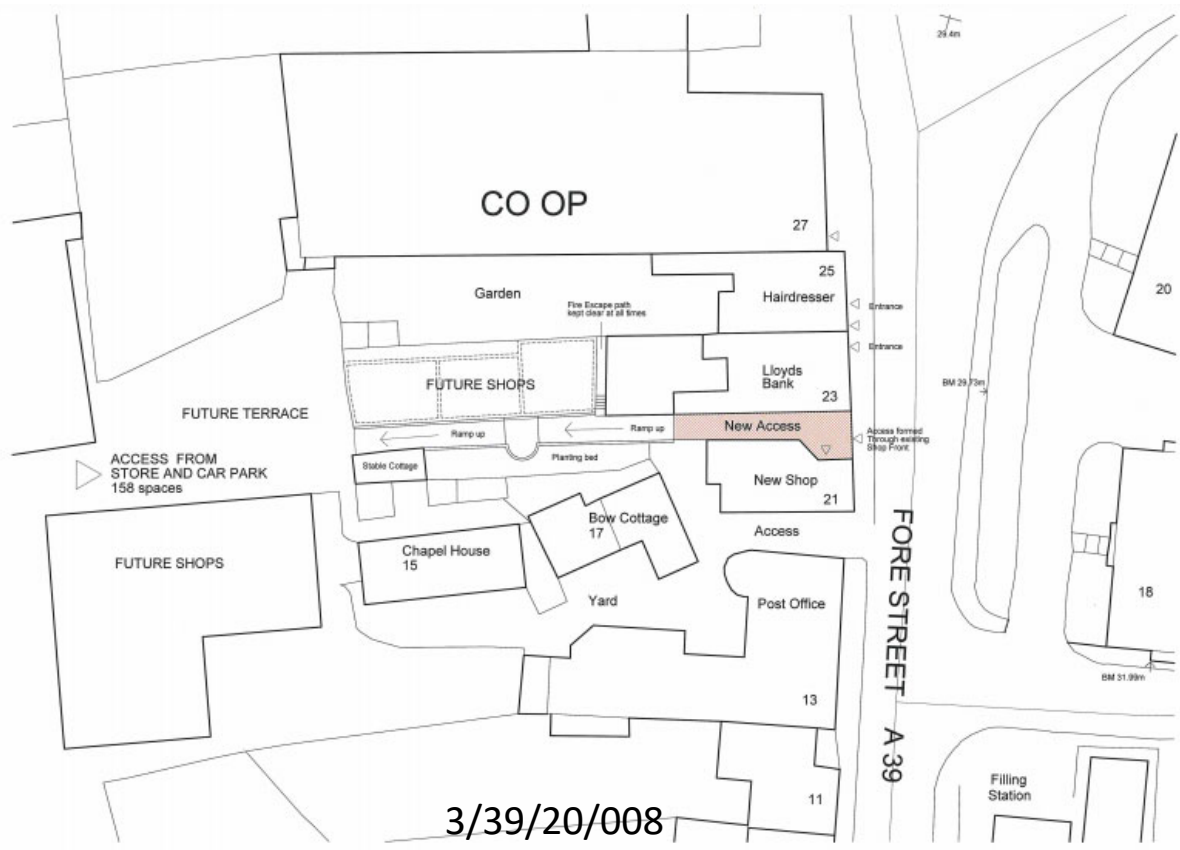 29.4m
CO OP
27
25
Hairdresser
Garden
Fire Escape path
kept clear at all times
Entrance
20
Entrance
Lloyds
Bank
23
FUTURE SHOPS
BM 29.73m
FUTURE TERRACE
Ramp up
Ramp up
New Access
Access formed
Through existing
Shop Front
ACCESS FROM
STORE AND CAR PARK
158 spaces
Stable Cottage
Planting bed
New Shop
21
Bow Cottage
17
Access
Chapel House
15
FUTURE SHOPS
Yard
Post Office
13
FORE STREET A 39
18
BM 31.99m
Filling
Station
11
3/39/20/008